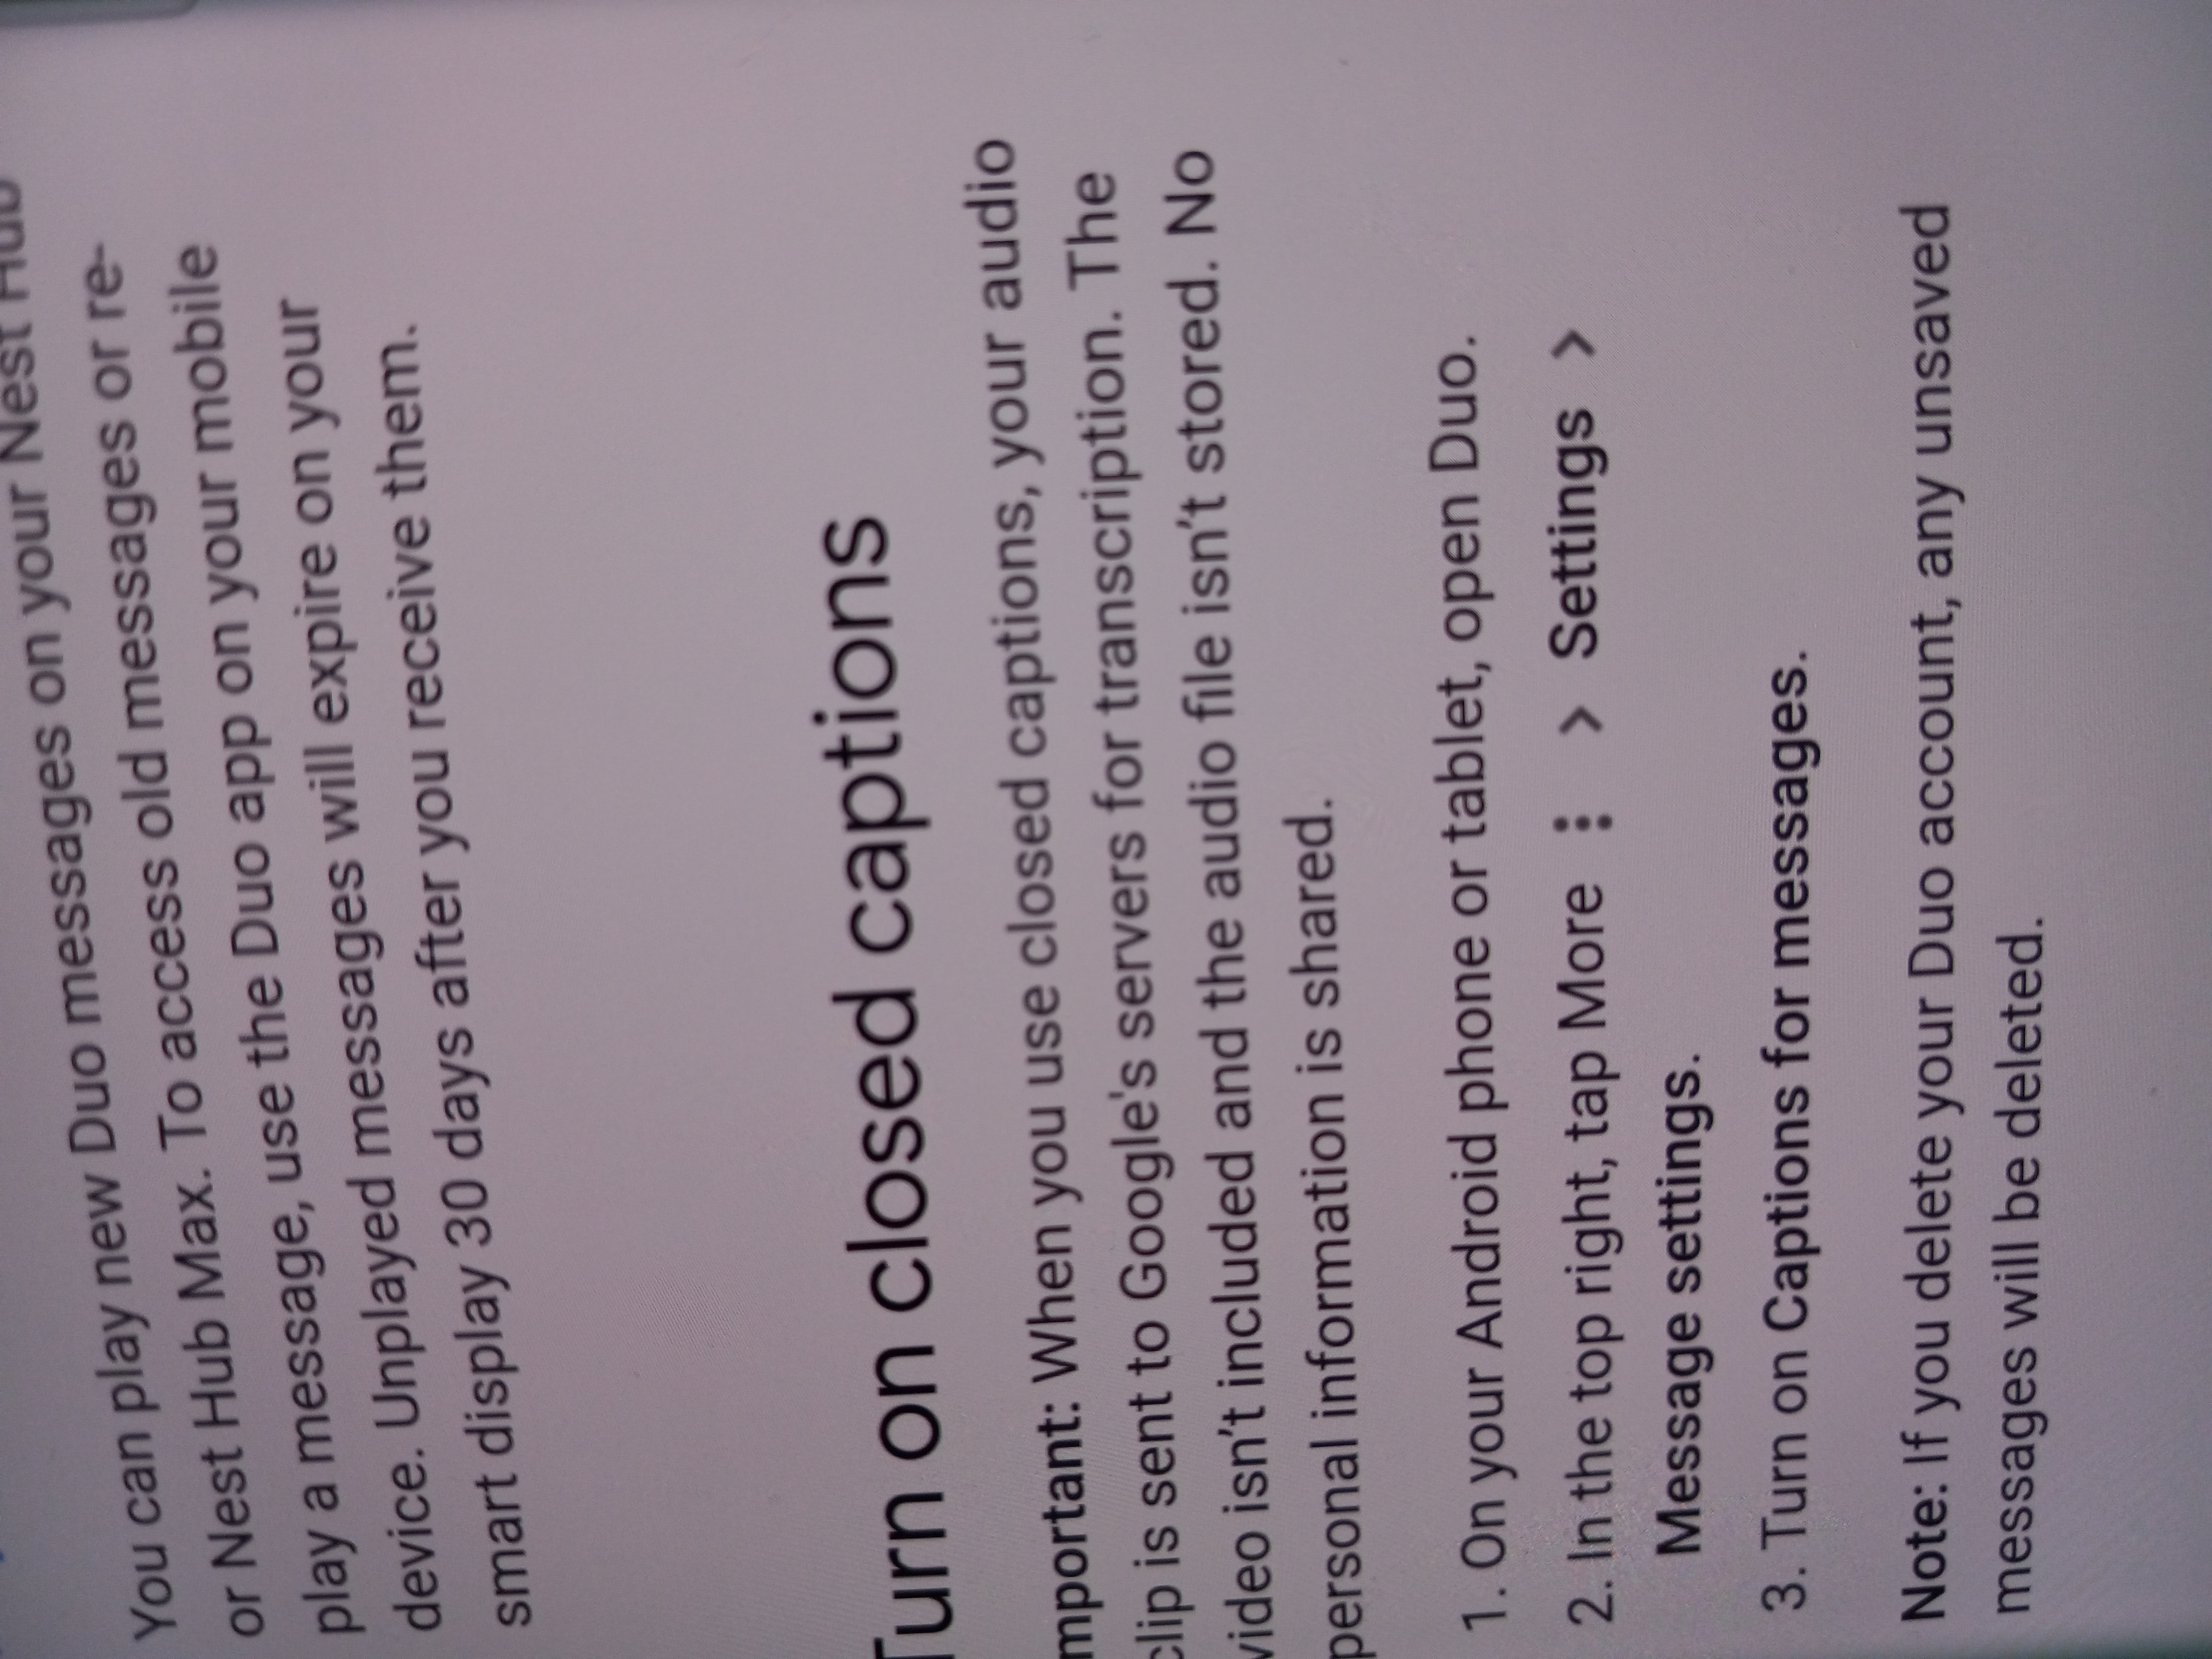 You can play new Duo messages on your Nest Hub
or Nest Hub Max. To access old messages or re-
play a message, use the Duo app on your mobile
device. Unplayed messages will expire on your
smart display 30 days after you receive them.
Turn on closed captions
mportant: When you use closed captions, your audio
clip is sent to Google's servers for transcription. The
video isn’t included and the audio file isn’t stored. No
personal information is shared.
1. On your Android phone or tablet, open Duo.
2. In the top right, tap More ⋮ > Settings >
Message settings.
3. Turn on Captions for messages.
Note: If you delete your Duo account, any unsaved
messages will be deleted.